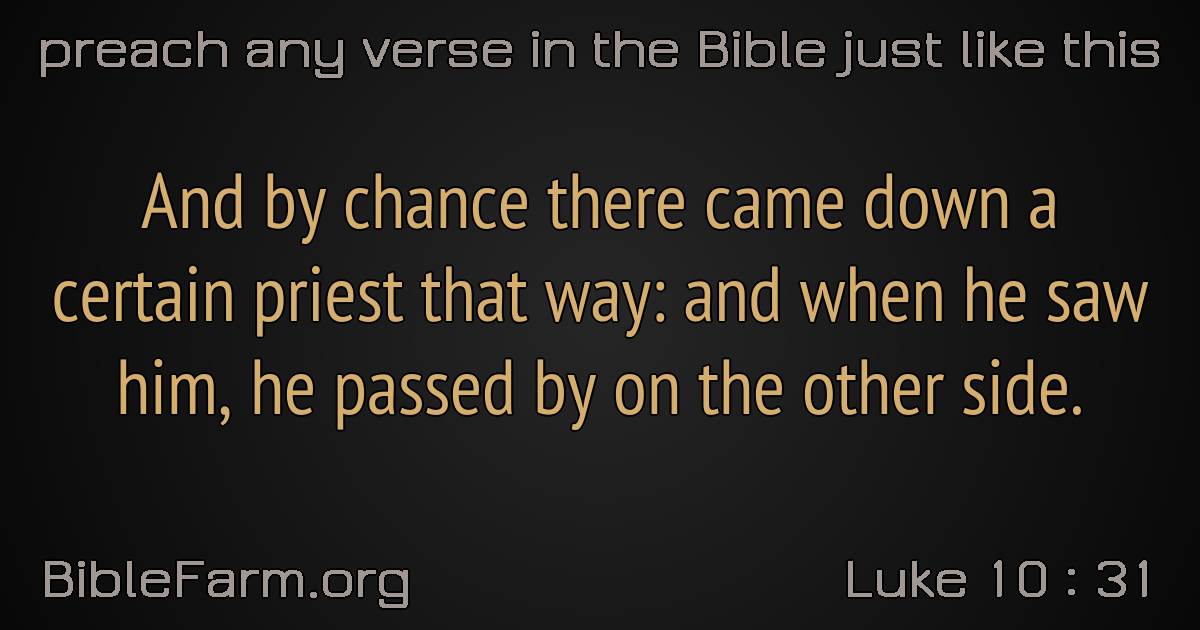 preach any verse in the Bible just like this
And by chance there came down a
certain priest that way: and when he saw
him, he passed by on the other side.
BibleFarm.org
Luke 10 : 31